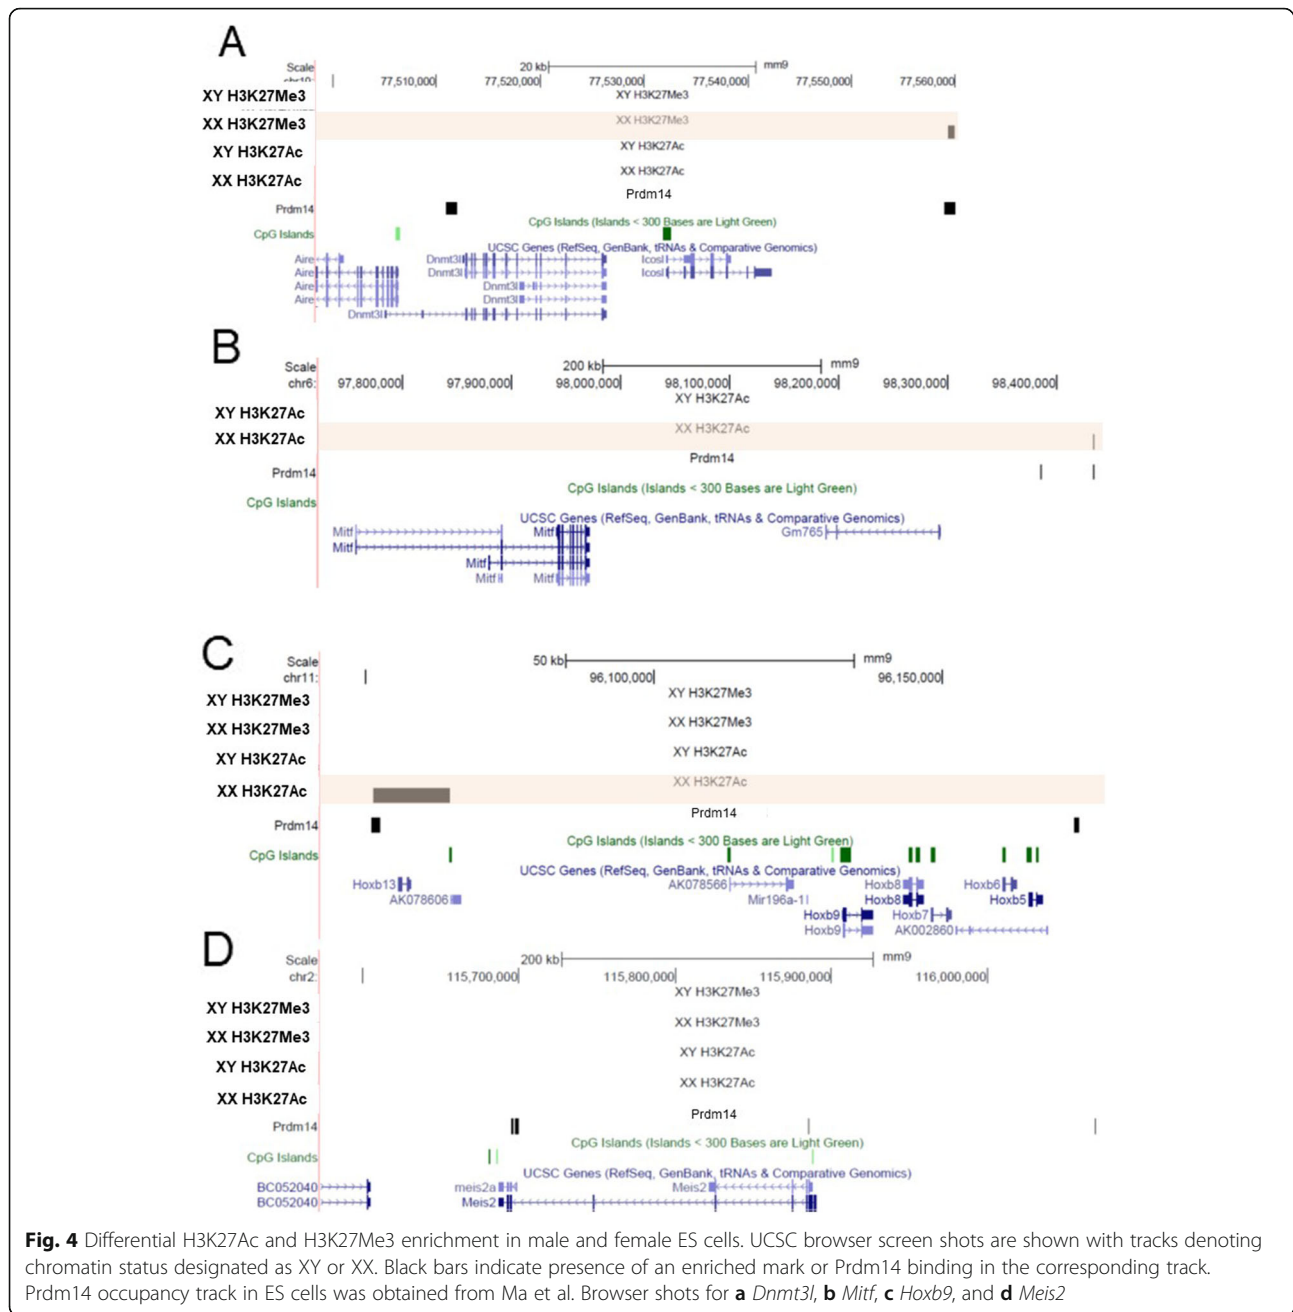 A
Scale 20 kb mm9
77,510,000 77,520,000 77,530,000 77,540,000 77,550,000 77,560,000
XY H3K27Me3 XY H3K27Me3
XX H3K27Me3 XX H3K27Me3
XY H3K27Ac XY H3K27Ac
XX H3K27Ac XX H3K27Ac
Prdm14
Prdm14
CpG Islands (Islands < 300 Bases are Light Green)
CpG Islands
UCSC Genes (RefSeq, GenBank, tRNAs & Comparative Genomics)
Aire Dnmt3l Icosl
Aire Dnmt3l Icosl
Aire Dnmt3l
Aire Dnmt3l
Dnmt3l
B
Scale 200 kb mm9
chr6: 97,800,000 97,900,000 98,000,000 98,100,000 98,200,000 98,300,000 98,400,000
XY H3K27Ac
XY H3K27Ac
XX H3K27Ac
XX H3K27Ac
Prdm14
Prdm14
CpG Islands (Islands < 300 Bases are Light Green)
CpG Islands
UCSC Genes (RefSeq, GenBank, tRNAs & Comparative Genomics)
Mitf Mitf Gm765
Mitf
Mitf
Mitf Mitf
C
Scale 50 kb mm9
chr11: 96,100,000 96,150,000
XY H3K27Me3
XY H3K27Me3
XX H3K27Me3
XX H3K27Me3
XY H3K27Ac
XY H3K27Ac
XX H3K27Ac
XX H3K27Ac
Prdm14
Prdm14
CpG Islands (Islands < 300 Bases are Light Green)
CpG Islands
UCSC Genes (RefSeq, GenBank, tRNAs & Comparative Genomics)
Hoxb13 AK078566 Hoxb8 Hoxb6
AK078606 Mir196a-1 Hoxb8 Hoxb5
Hoxb9 Hoxb7
Hoxb9 AK002860
D
Scale 200 kb mm9
chr2: 115,700,000 115,800,000 115,900,000 116,000,000
XY H3K27Me3
XY H3K27Me3
XX H3K27Me3
XX H3K27Me3
XY H3K27Ac
XY H3K27Ac
XX H3K27Ac
XX H3K27Ac
Prdm14
Prdm14
CpG Islands (Islands < 300 Bases are Light Green)
CpG Islands
UCSC Genes (RefSeq, GenBank, tRNAs & Comparative Genomics)
BC052040 meis2a Meis2
BC052040 Meis2
Fig. 4 Differential H3K27Ac and H3K27Me3 enrichment in male and female ES cells. UCSC browser screen shots are shown with tracks denoting
chromatin status designated as XY or XX. Black bars indicate presence of an enriched mark or Prdm14 binding in the corresponding track.
Prdm14 occupancy track in ES cells was obtained from Ma et al. Browser shots for a Dnmt3l, b Mitf, c Hoxb9, and d Meis2